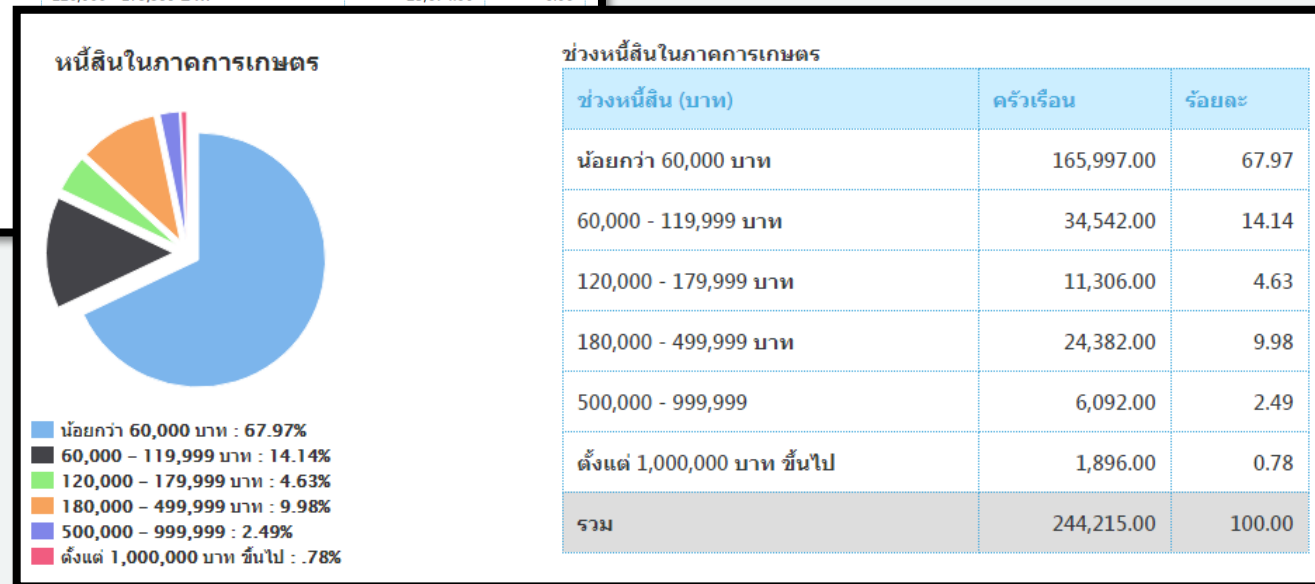 หนี้สินในภาคการเกษตร
น้อยกว่า 60,000 บาท : 67.97%
60,000 – 119,999 บาท : 14.14%
120,000 – 179,999 บาท : 4.63%
180,000 – 499,999 บาท : 9.98%
500,000 – 999,999 : 2.49%
ตั้งแต่ 1,000,000 บาท ขึ้นไป : .78%
ช่วงหนี้สินในภาคการเกษตร
ช่วงหนี้สิน (บาท) ครัวเรือน ร้อยละ
น้อยกว่า 60,000 บาท 165,997.00 67.97
60,000 - 119,999 บาท 34,542.00 14.14
120,000 - 179,999 บาท 11,306.00 4.63
180,000 - 499,999 บาท 24,382.00 9.98
500,000 - 999,999 6,092.00 2.49
ตั้งแต่ 1,000,000 บาท ขึ้นไป 1,896.00 0.78
รวม 244,215.00 100.00